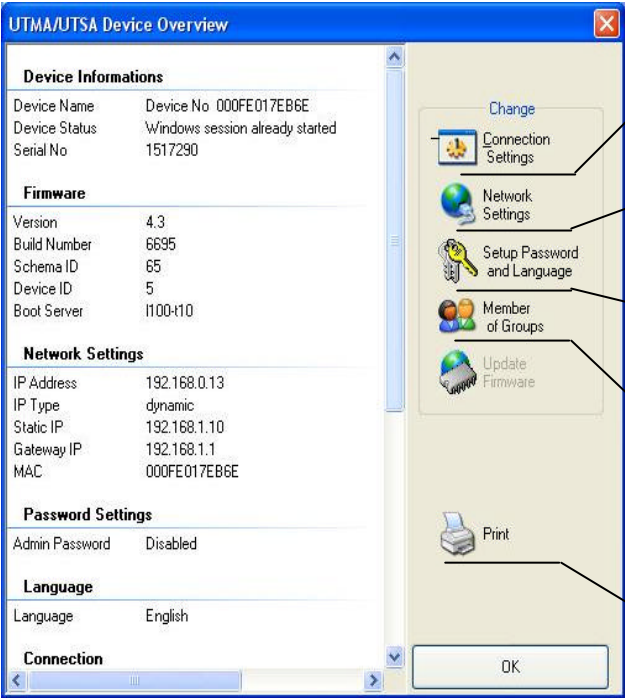 UTMA/UTSA Device Overview
Device Informations
Device Name Device No 000FE017EB6E
Device Status Windows session already started
Serial No 1517290
Firmware
Version 4.3
Build Number 6695
Schema ID 65
Device ID 5
Boot Server l100-t10
Network Settings
IP Address 192.168.0.13
IP Type dynamic
Static IP 192.168.1.10
Gateway IP 192.168.1.1
MAC 000FE017EB6E
Password Settings
Admin Password Disabled
Language
Language English
Connection
Change
Connection
Settings
Network
Settings
Setup Password
and Language
Member
of Groups
Update
Firmware
Print
OK